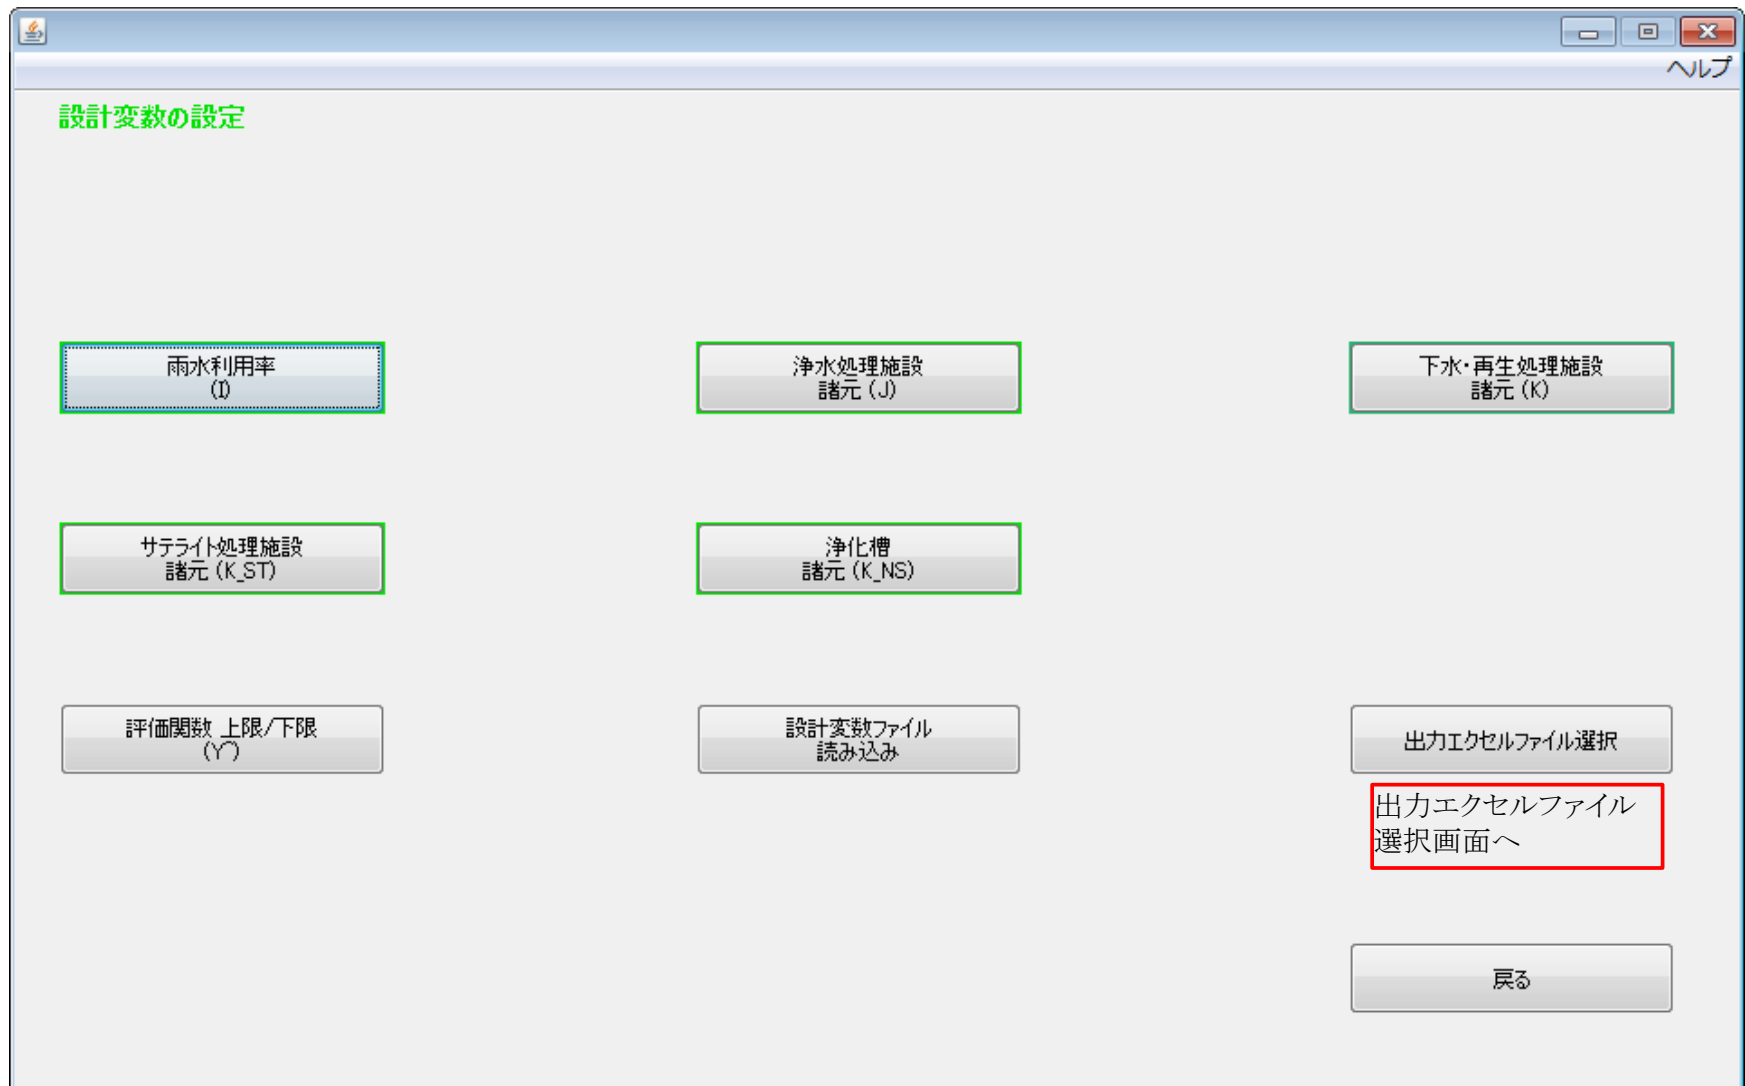 ヘルプ
設計変数の設定
雨水利用率
(I)
浄水処理施設
諸元 (J)
下水・再生処理施設
諸元 (K)
サテライト処理施設
諸元 (K_ST)
浄化槽
諸元 (K_NS)
評価関数 上限/下限
(Y^)
設計変数ファイル
読み込み
出力エクセルファイル選択
出力エクセルファイル
選択画面へ
戻る